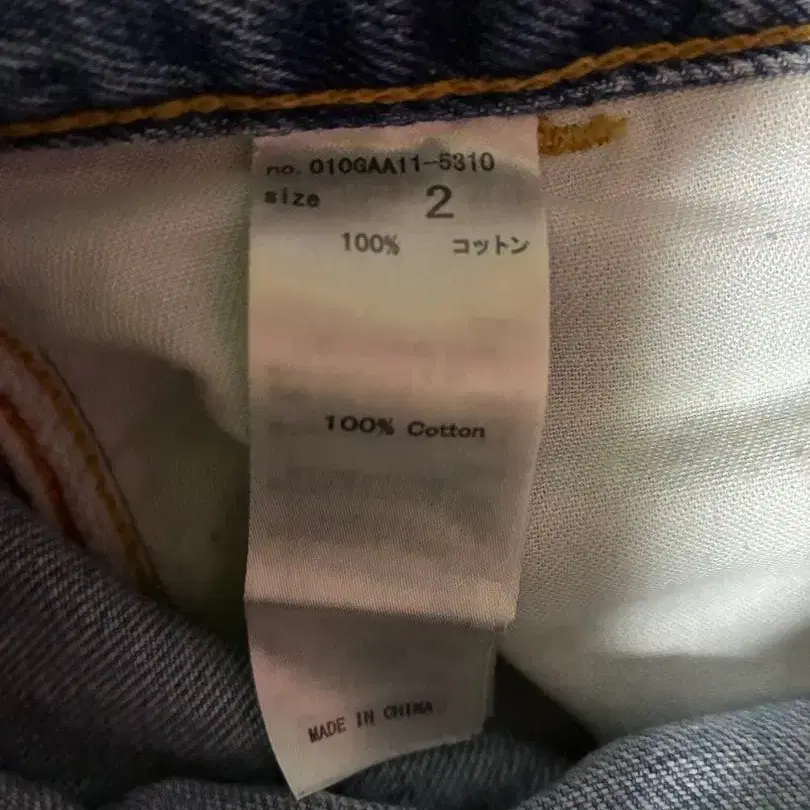 no. 010GAA11-5310
size 2
100% コットン
100% Cotton
MADE IN CHINA